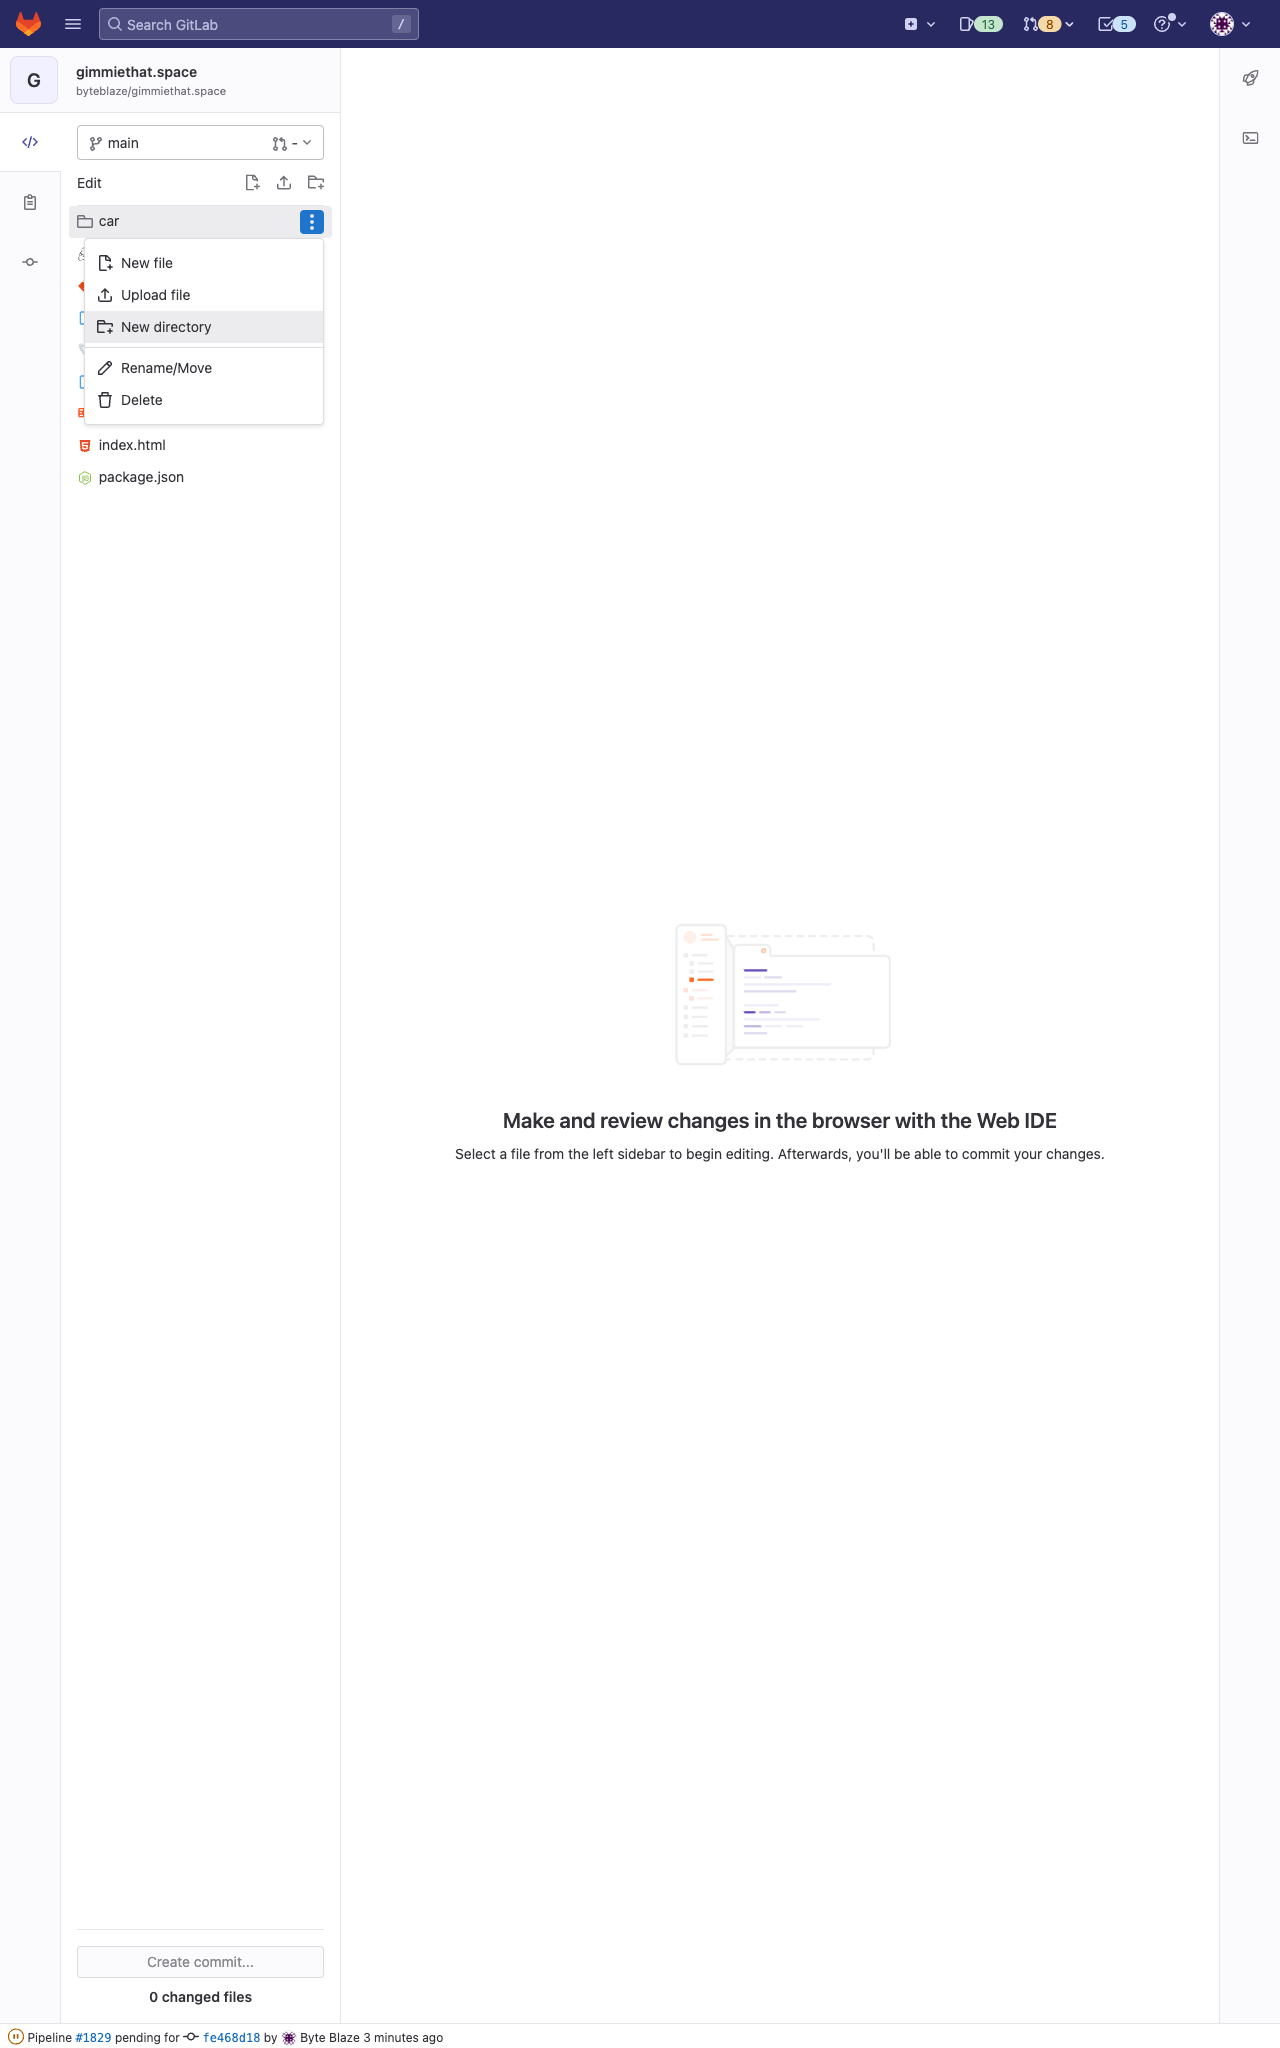 Search GitLab
/
13
8
5
G
gimmiethat.space
byteblaze/gimmiethat.space
main
-
Edit
car
New file
Upload file
New directory
Rename/Move
Delete
index.html
package.json
Make and review changes in the browser with the Web IDE
Select a file from the left sidebar to begin editing. Afterwards, you'll be able to commit your changes.
Create commit...
0 changed files
Pipeline #1829 pending for fe468d18 by Byte Blaze 3 minutes ago